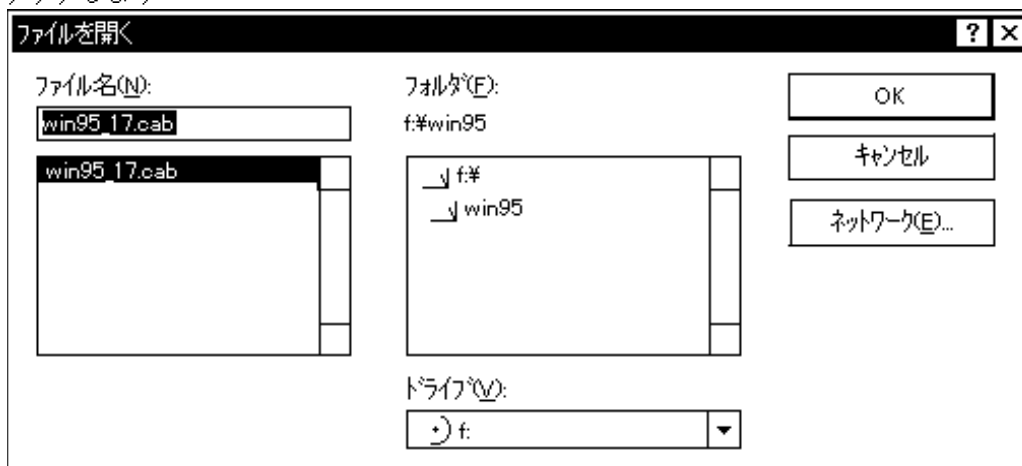 ファイルを開く
ファイル名(N):
win95_17.cab
win95_17.cab
フォルダ(F):
f:¥win95
f:¥
win95
ドライブ(V):
f:
OK
キャンセル
ネットワーク(E)...